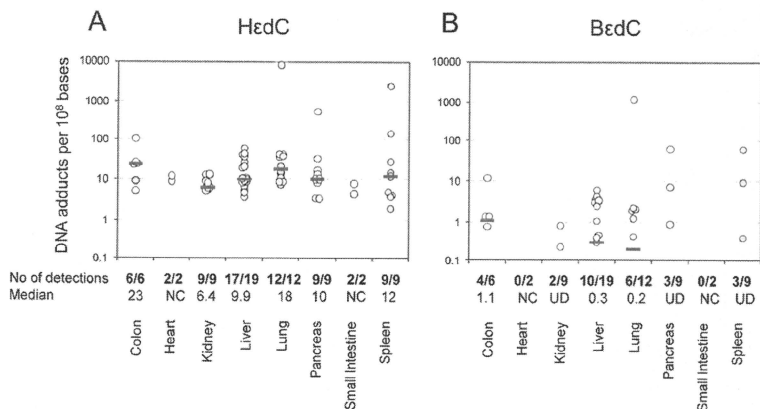 A
HεdC
B
BεdC
DNA adducts per 10⁸ bases
10000
1000
100
10
1
0.1
10000
1000
100
10
1
0.1
No of detections 6/6 2/2 9/9 17/19 12/12 9/9 2/2 9/9
4/6 0/2 2/9 10/19 6/12 3/9 0/2 3/9
Median 23 NC 6.4 9.9 18 10 NC 12
1.1 NC UD 0.3 0.2 UD NC UD
Colon
Heart
Kidney
Liver
Lung
Pancreas
Small Intestine
Spleen
Colon
Heart
Kidney
Liver
Lung
Pancreas
Small Intestine
Spleen